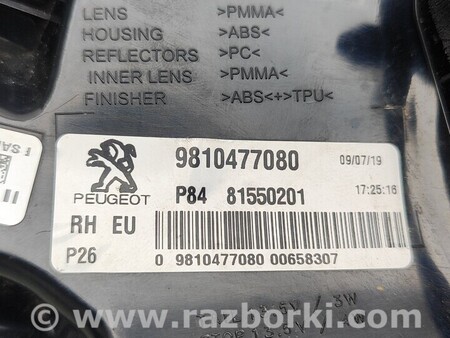 LENS >PMMA<
HOUSING >ABS<
REFLECTORS >PC<
INNER LENS >PMMA<
FINISHER >ABS<+>TPU<
9810477080 09/07/19
PEUGEOT P84 81550201 17:25:16
RH EU
P26 0 9810477080 00658307
www.razborki.com